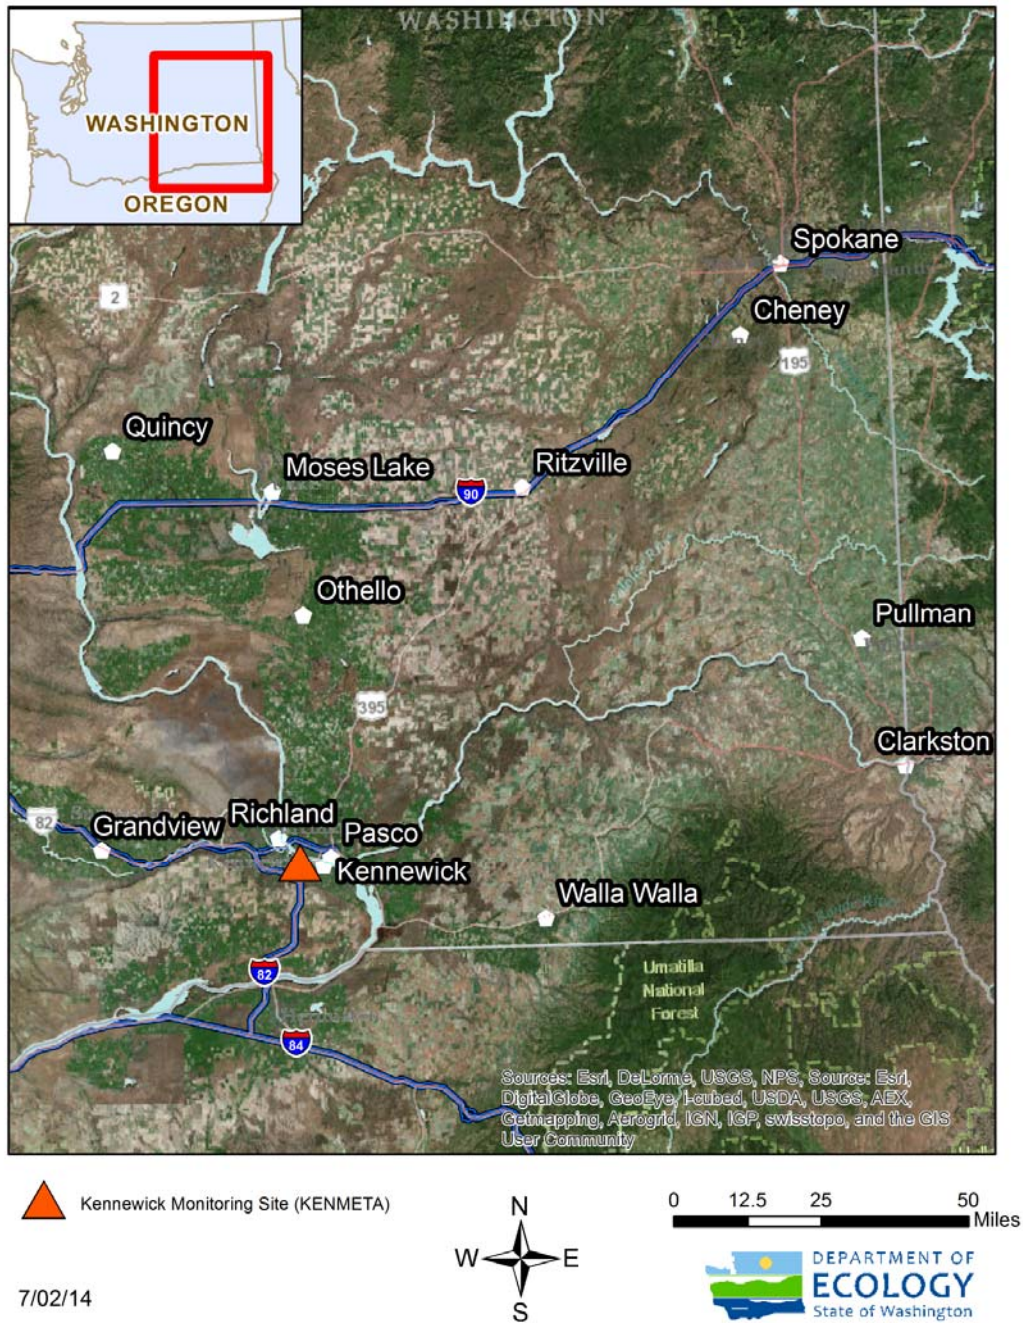 WASHINGTON
WASHINGTON
OREGON
2
Spokane
Cheney
195
Quincy
Moses Lake
90
Ritzville
Othello
Pullman
395
Clarkston
82
Grandview
Richland
Pasco
Kennewick
Walla Walla
82
Umatilla
National
Forest
84
Sources: Esri, DeLorme, USGS, NPS, Source: Esri,
DigitalGlobe, GeoEye, i-cubed, USDA, USGS, AEX,
Getmapping, Aerogrid, IGN, IGP, swisstopo, and the GIS
User Community
Kennewick Monitoring Site (KENMETA)
N
W E
S
0 12.5 25 50
Miles
7/02/14
DEPARTMENT OF
ECOLOGY
State of Washington